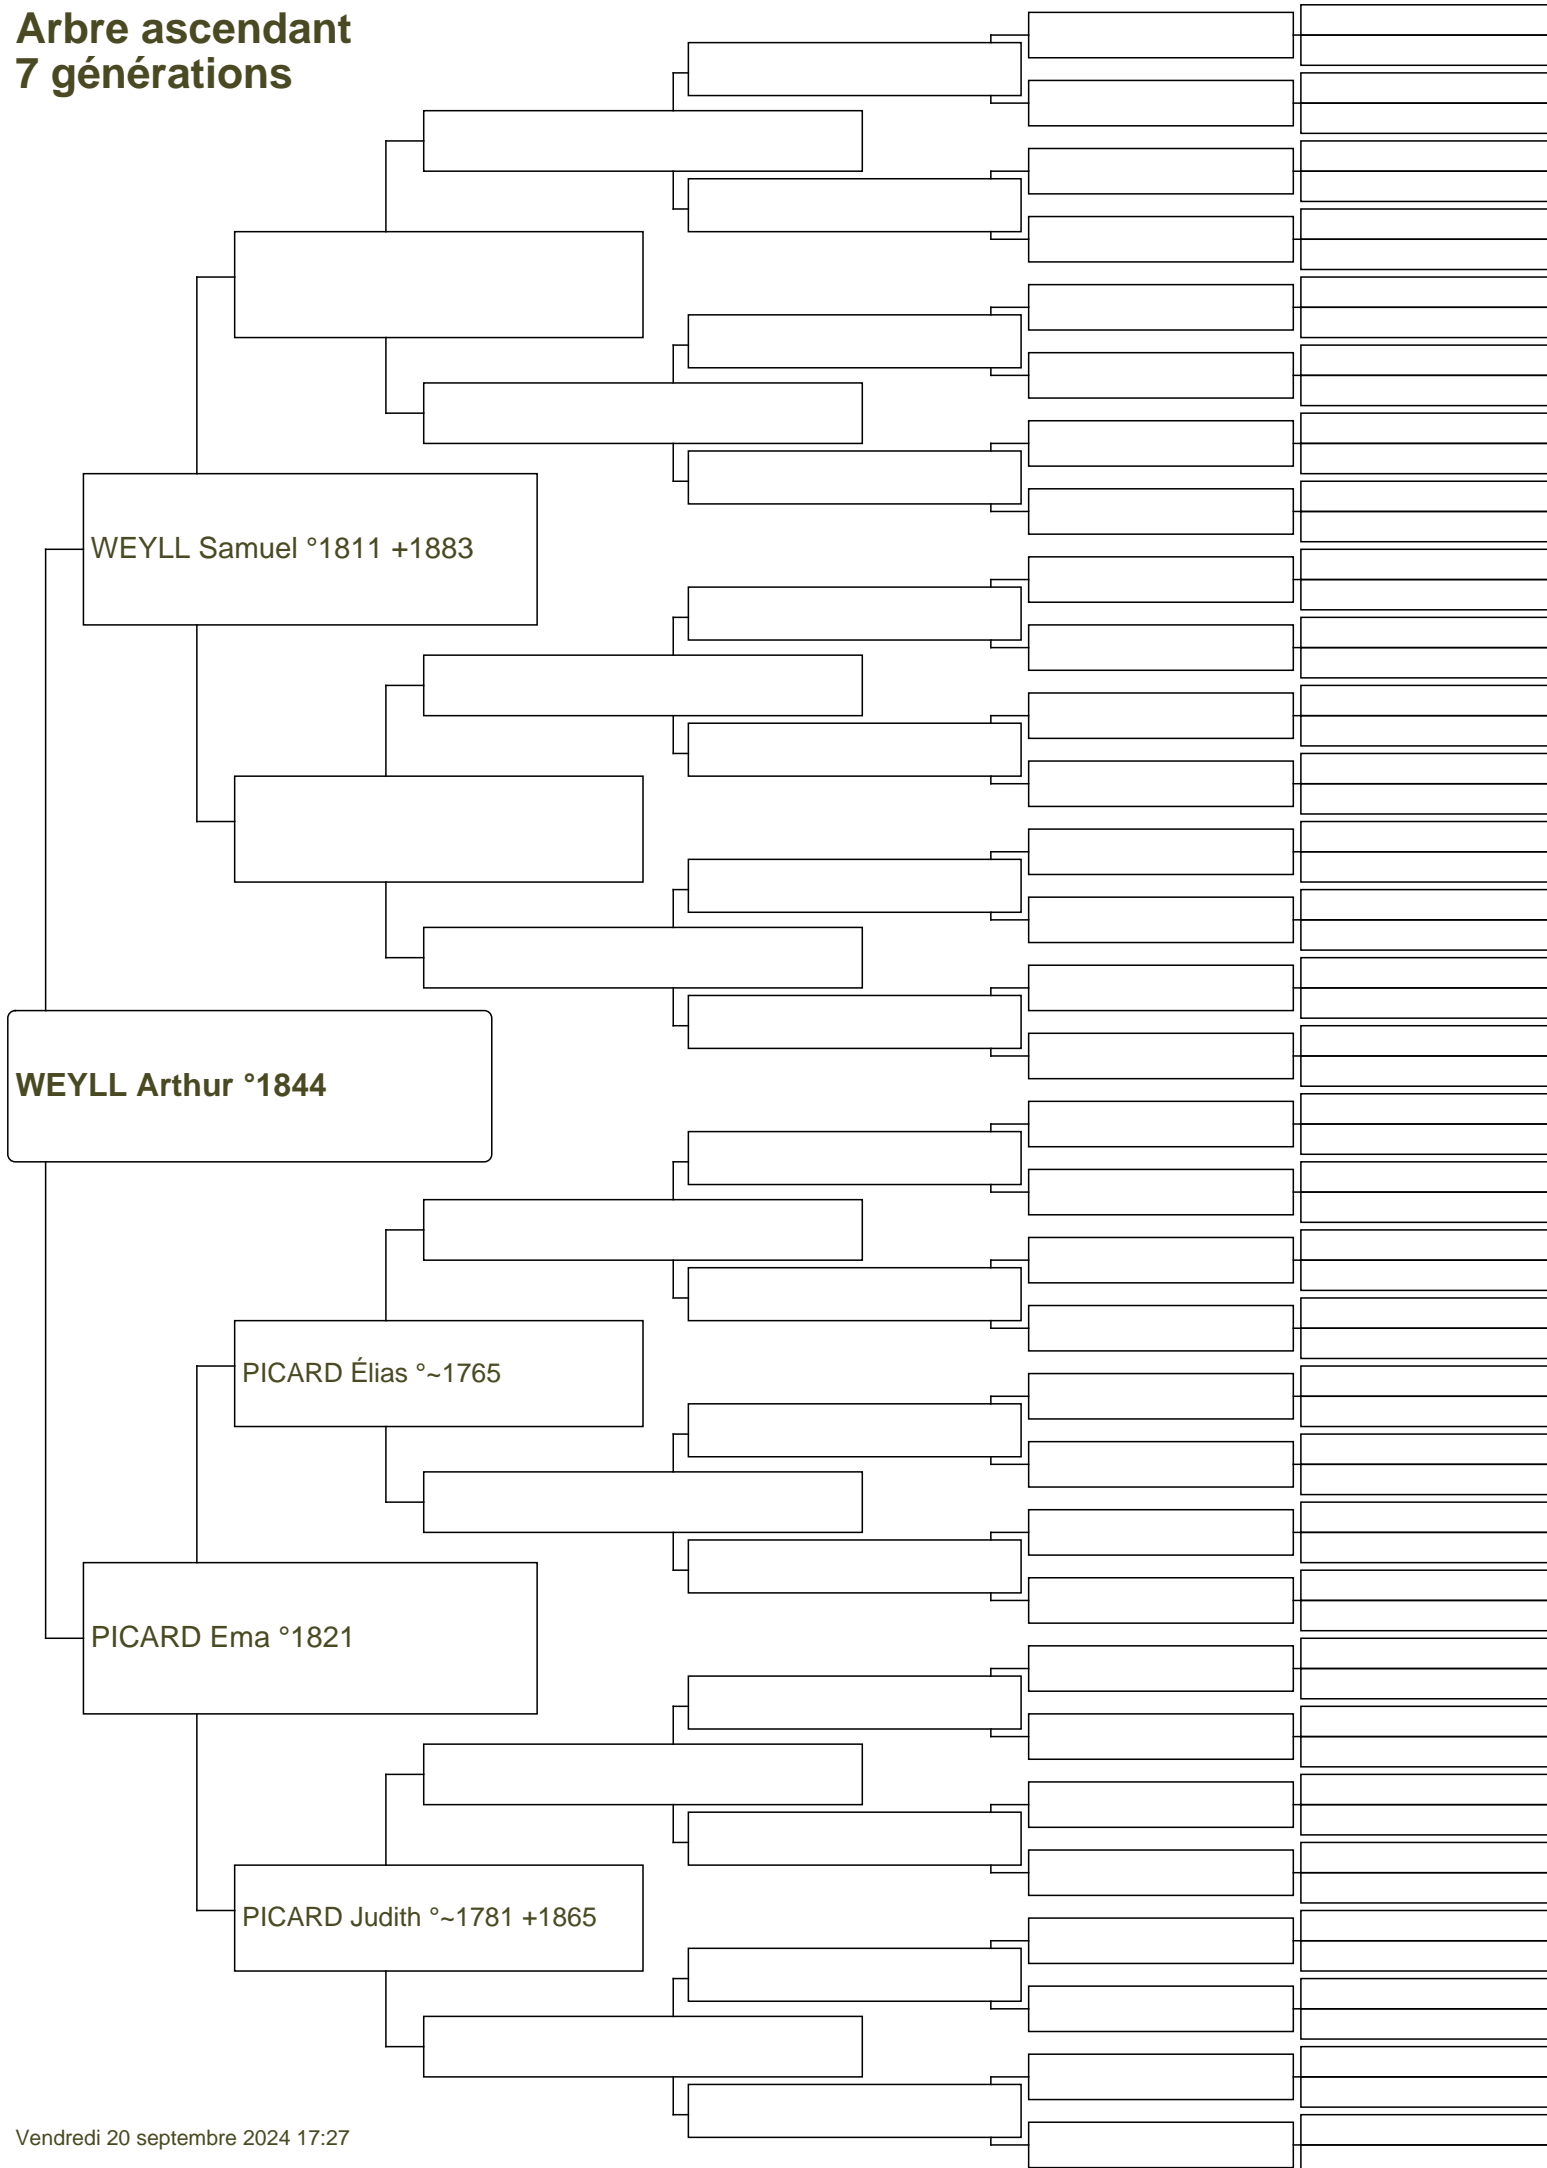 Arbre ascendant
7 générations
WEYLL Samuel °1811 +1883
WEYLL Arthur °1844
PICARD Élias °~1765
PICARD Ema °1821
PICARD Judith °~1781 +1865
Vendredi 20 septembre 2024 17:27